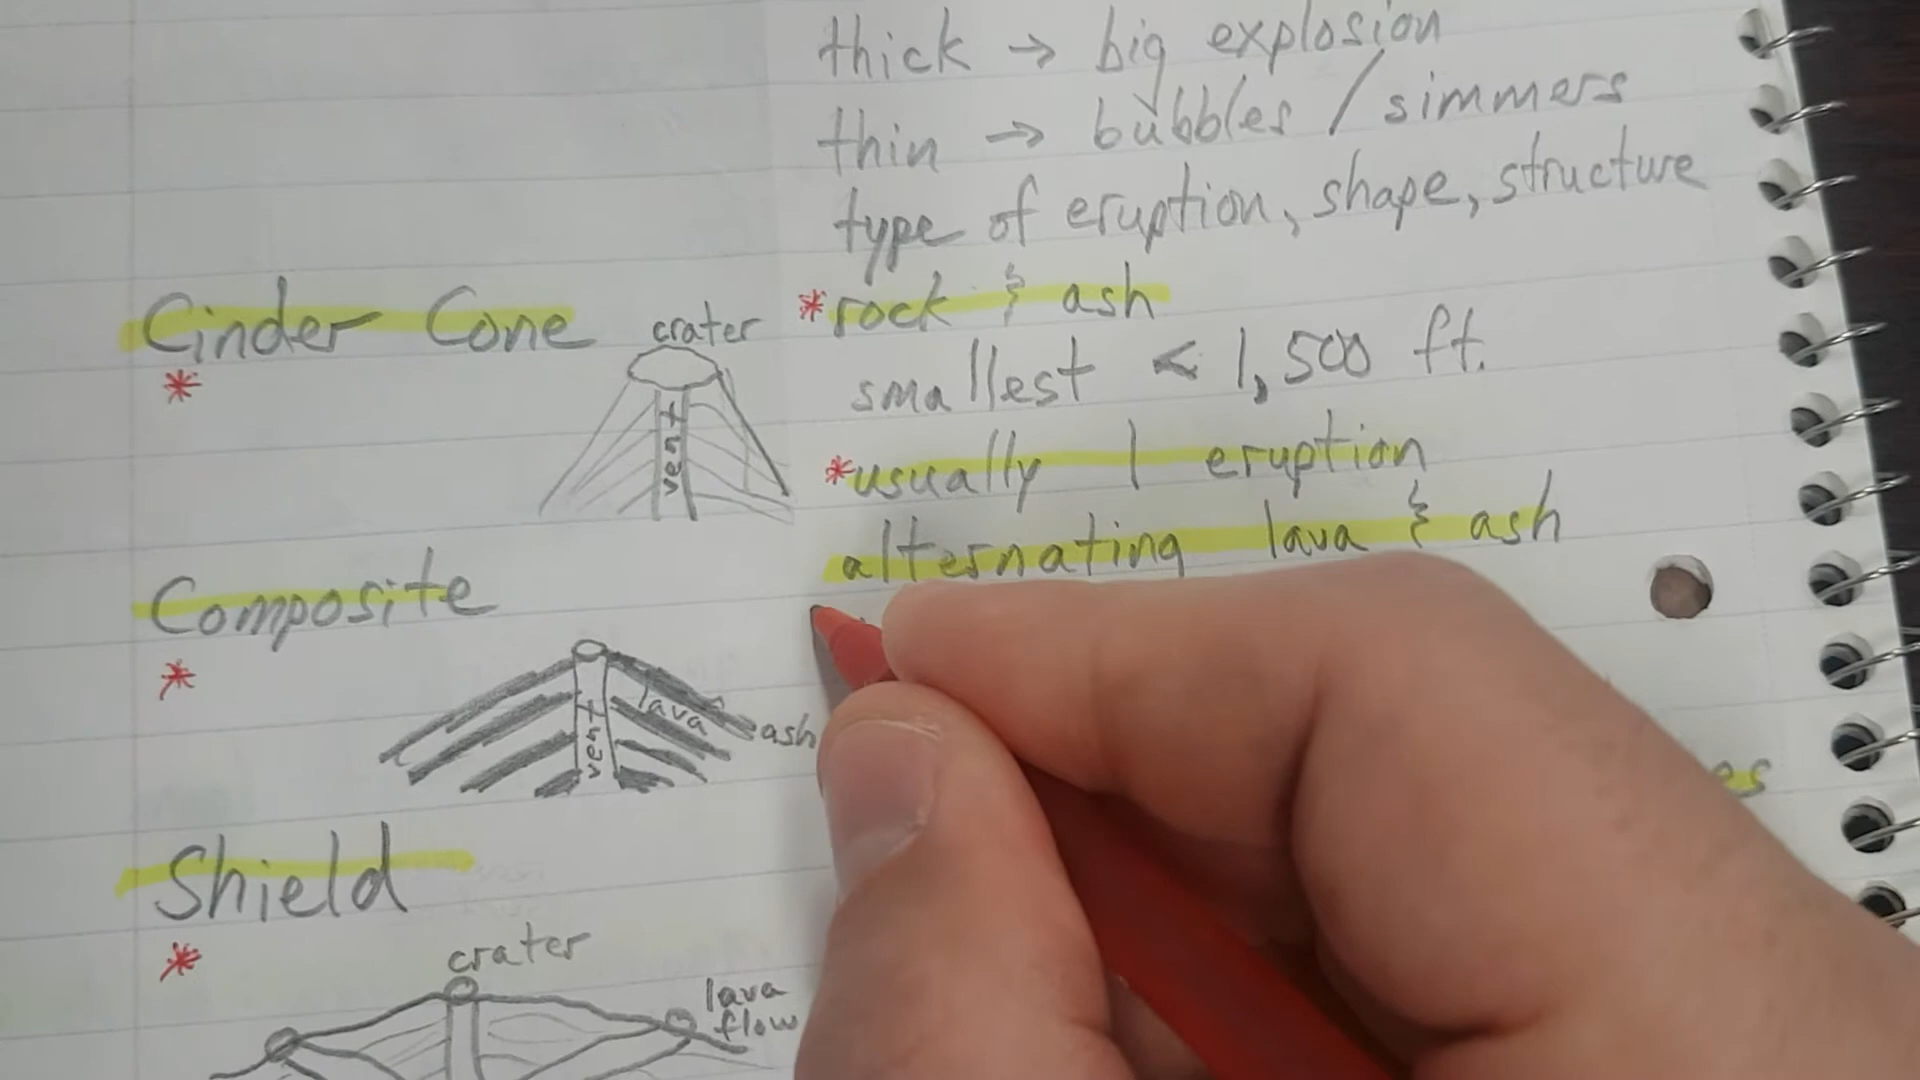 thick → big explosion
thin → bubbles / simmers
type of eruption, shape, structure
Cinder Cone
*
crater
vent
*rock & ash
smallest < 1,500 ft.
*usually 1 eruption
alternating lava & ash
Composite
*
vent
lava
ash
Shield
*
crater
lava
flow